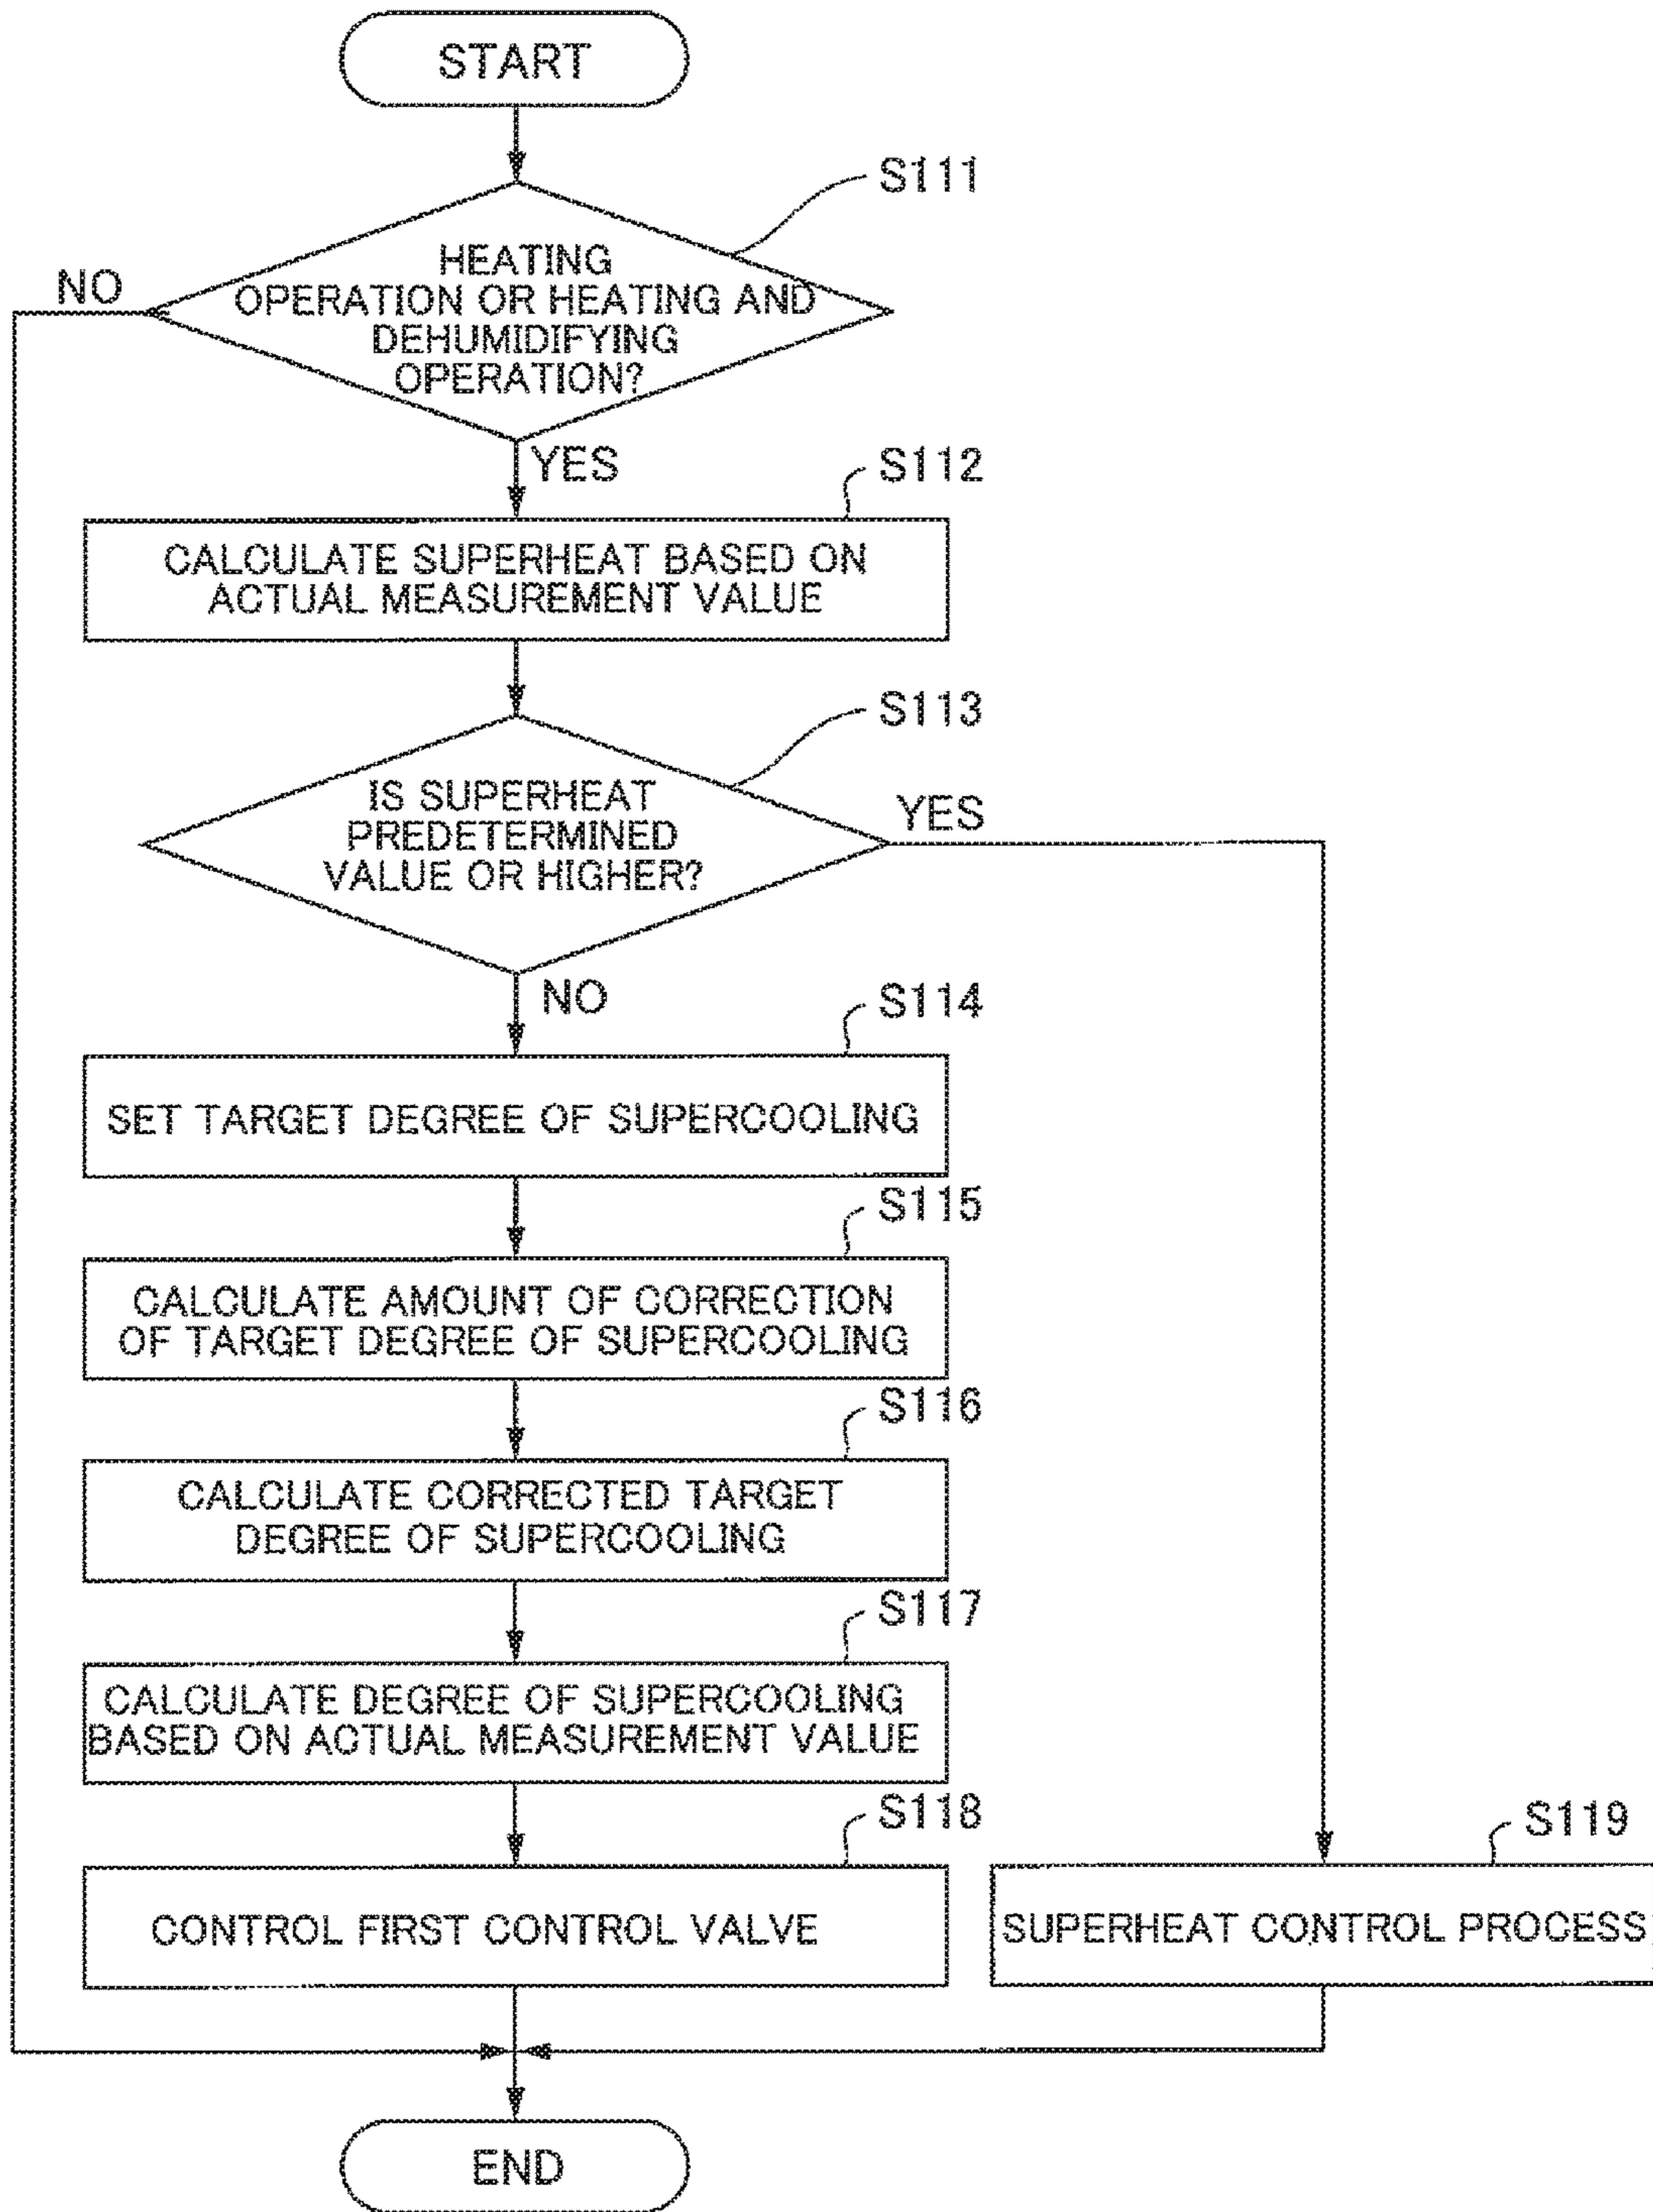 START
S111
HEATING
OPERATION OR HEATING AND
DEHUMIDIFYING
OPERATION?
NO
YES
S112
CALCULATE SUPERHEAT BASED ON
ACTUAL MEASUREMENT VALUE
S113
IS SUPERHEAT
PREDETERMINED
VALUE OR HIGHER?
YES
NO
S114
SET TARGET DEGREE OF SUPERCOOLING
S115
CALCULATE AMOUNT OF CORRECTION
OF TARGET DEGREE OF SUPERCOOLING
S116
CALCULATE CORRECTED TARGET
DEGREE OF SUPERCOOLING
S117
CALCULATE DEGREE OF SUPERCOOLING
BASED ON ACTUAL MEASUREMENT VALUE
S118
CONTROL FIRST CONTROL VALVE
S119
SUPERHEAT CONTROL PROCESS
END